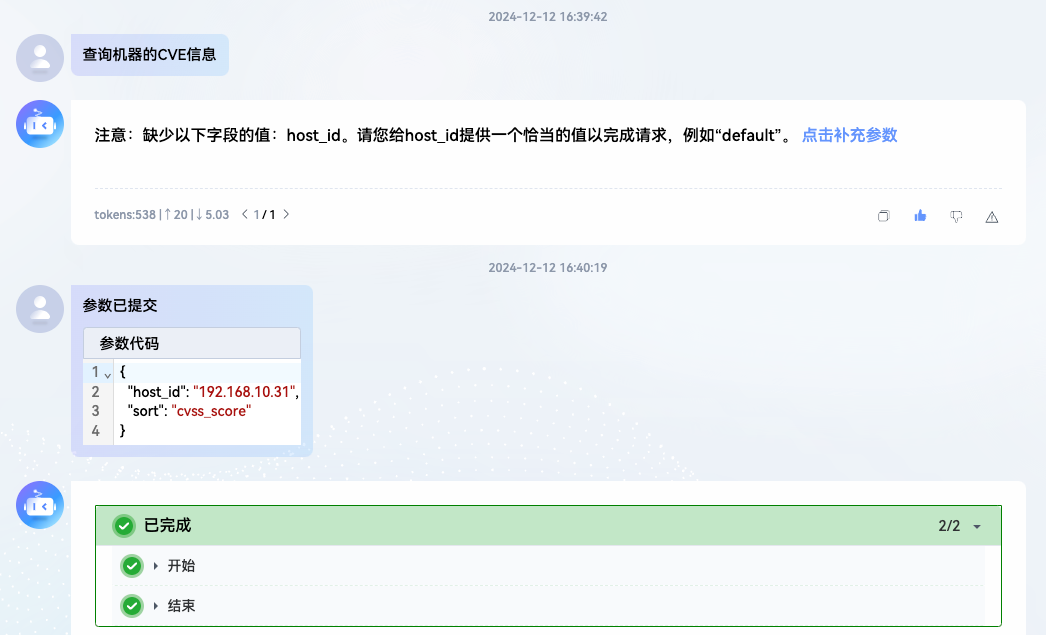 2024-12-12 16:39:42
查询机器的CVE信息
注意：缺少以下字段的值：host_id。请您给host_id提供一个恰当的值以完成请求，例如“default”。 点击补充参数
tokens:538 | ↑ 20 | ↓ 5.03 < 1 / 1 >
2024-12-12 16:40:19
参数已提交
参数代码
1 {
2 "host_id": "192.168.10.31",
3 "sort": "cvss_score"
4 }
已完成 2/2
开始
结束